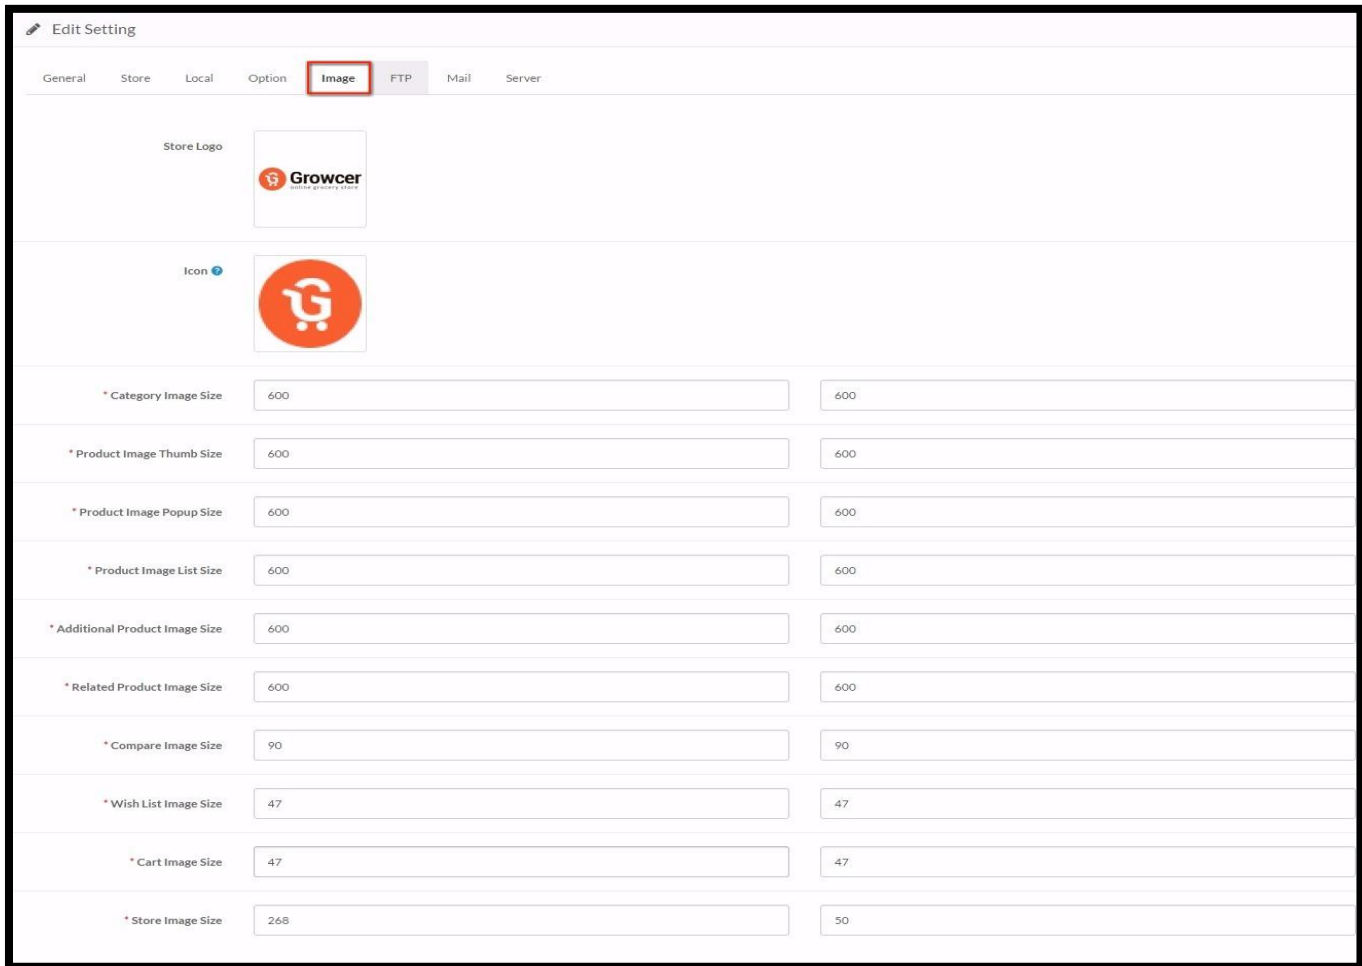 Edit Setting
General Store Local Option Image FTP Mail Server
Store Logo
Growcer
online grocery store
Icon
* Category Image Size 600 600
* Product Image Thumb Size 600 600
* Product Image Popup Size 600 600
* Product Image List Size 600 600
* Additional Product Image Size 600 600
* Related Product Image Size 600 600
* Compare Image Size 90 90
* Wish List Image Size 47 47
* Cart Image Size 47 47
* Store Image Size 268 50